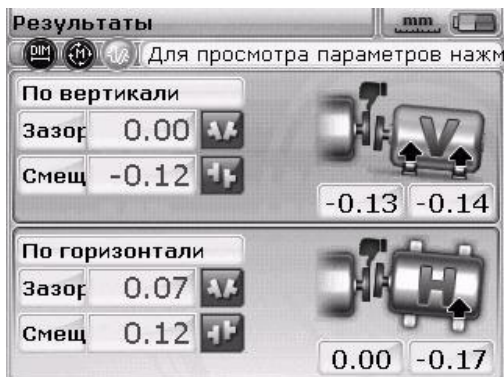 Результаты mm
DIM M Для просмотра параметров нажм
По вертикали
Зазор 0.00 V
Смещ -0.12
-0.13 -0.14
По горизонтали
Зазор 0.07 H
Смещ 0.12
0.00 -0.17